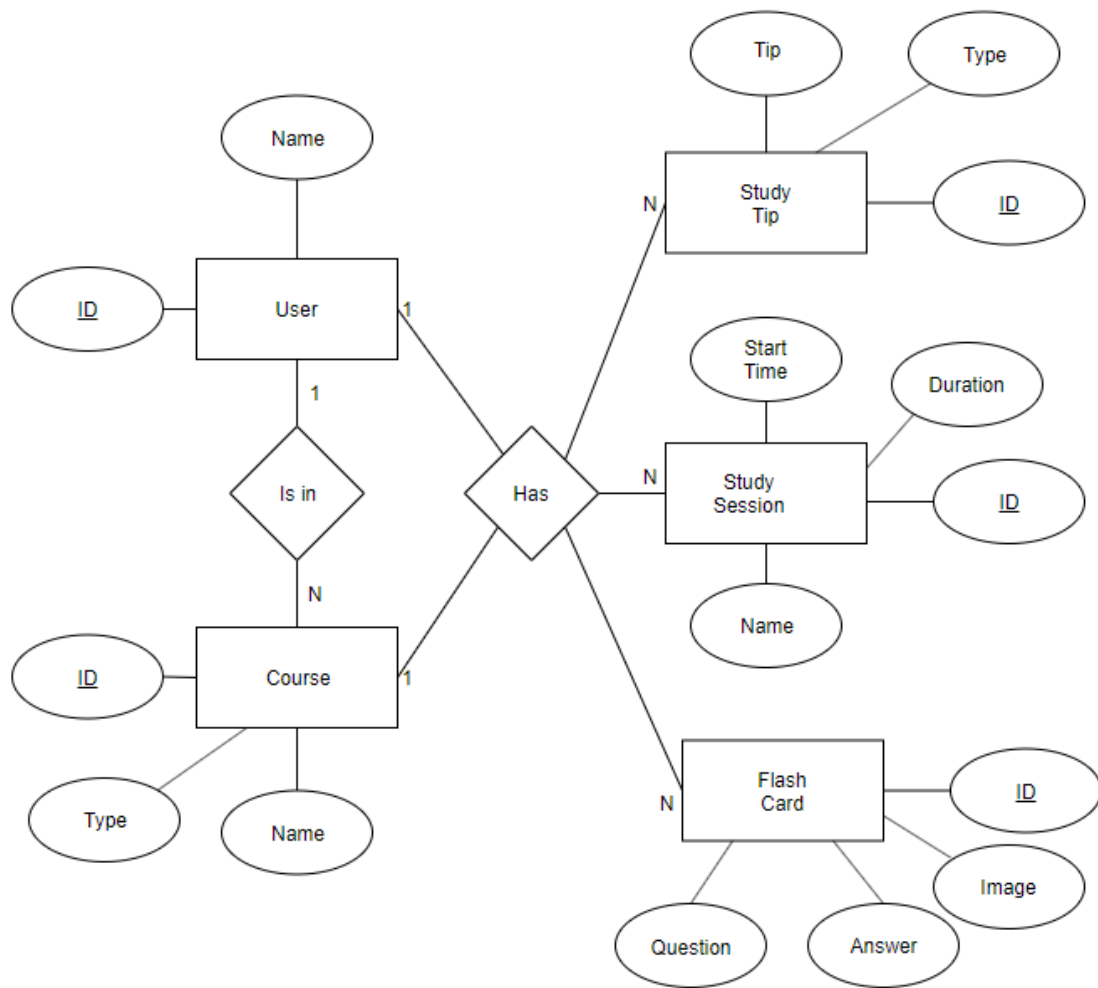 Tip
Type
Name
Study
Tip
ID
N
ID
User
1
Start
Time
Duration
1
Is in
Has
N
Study
Session
ID
N
Name
ID
Course
1
Type
Name
N
Flash
Card
ID
Image
Question
Answer